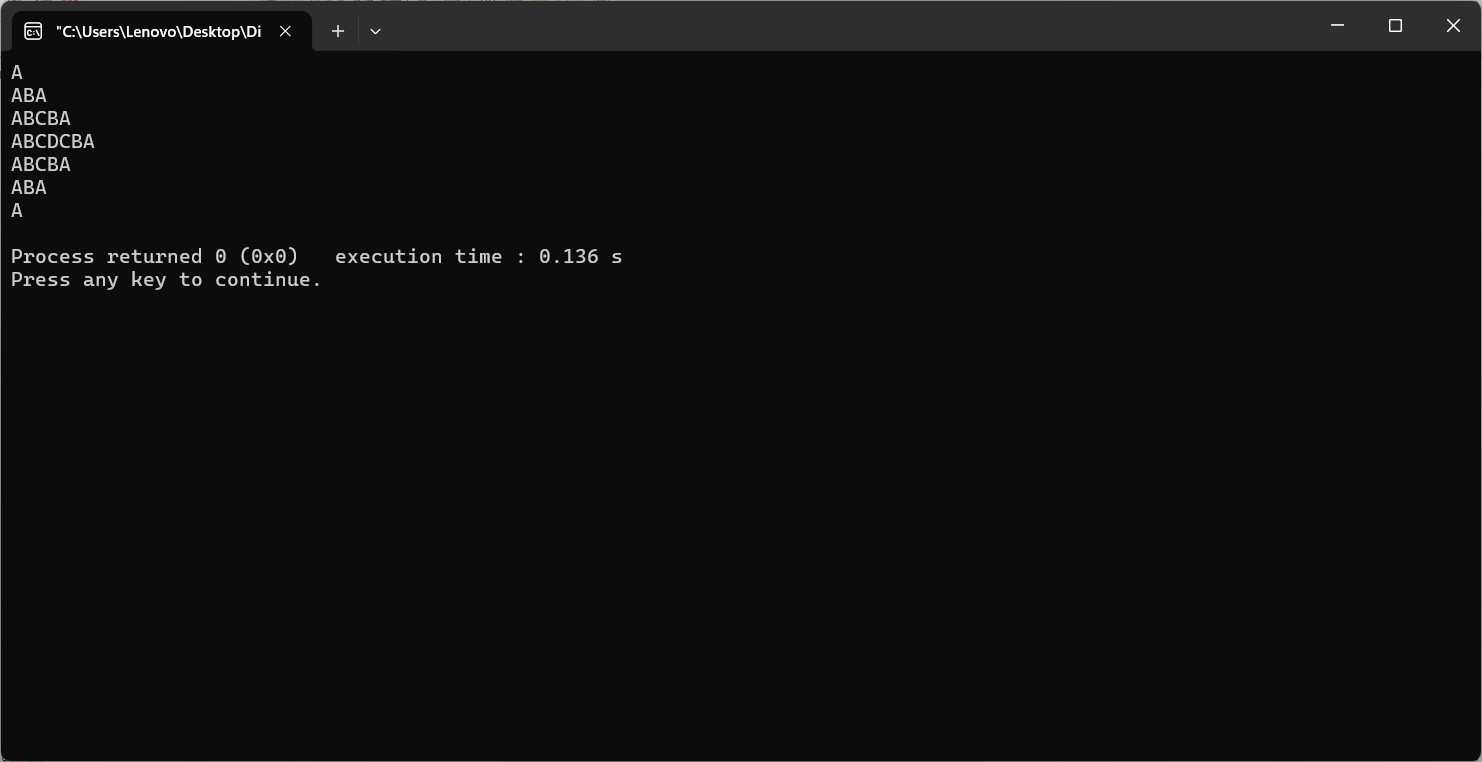 "C:\Users\Lenovo\Desktop\Di
A
ABA
ABCBA
ABCDCBA
ABCBA
ABA
A
Process returned 0 (0x0)   execution time : 0.136 s
Press any key to continue.